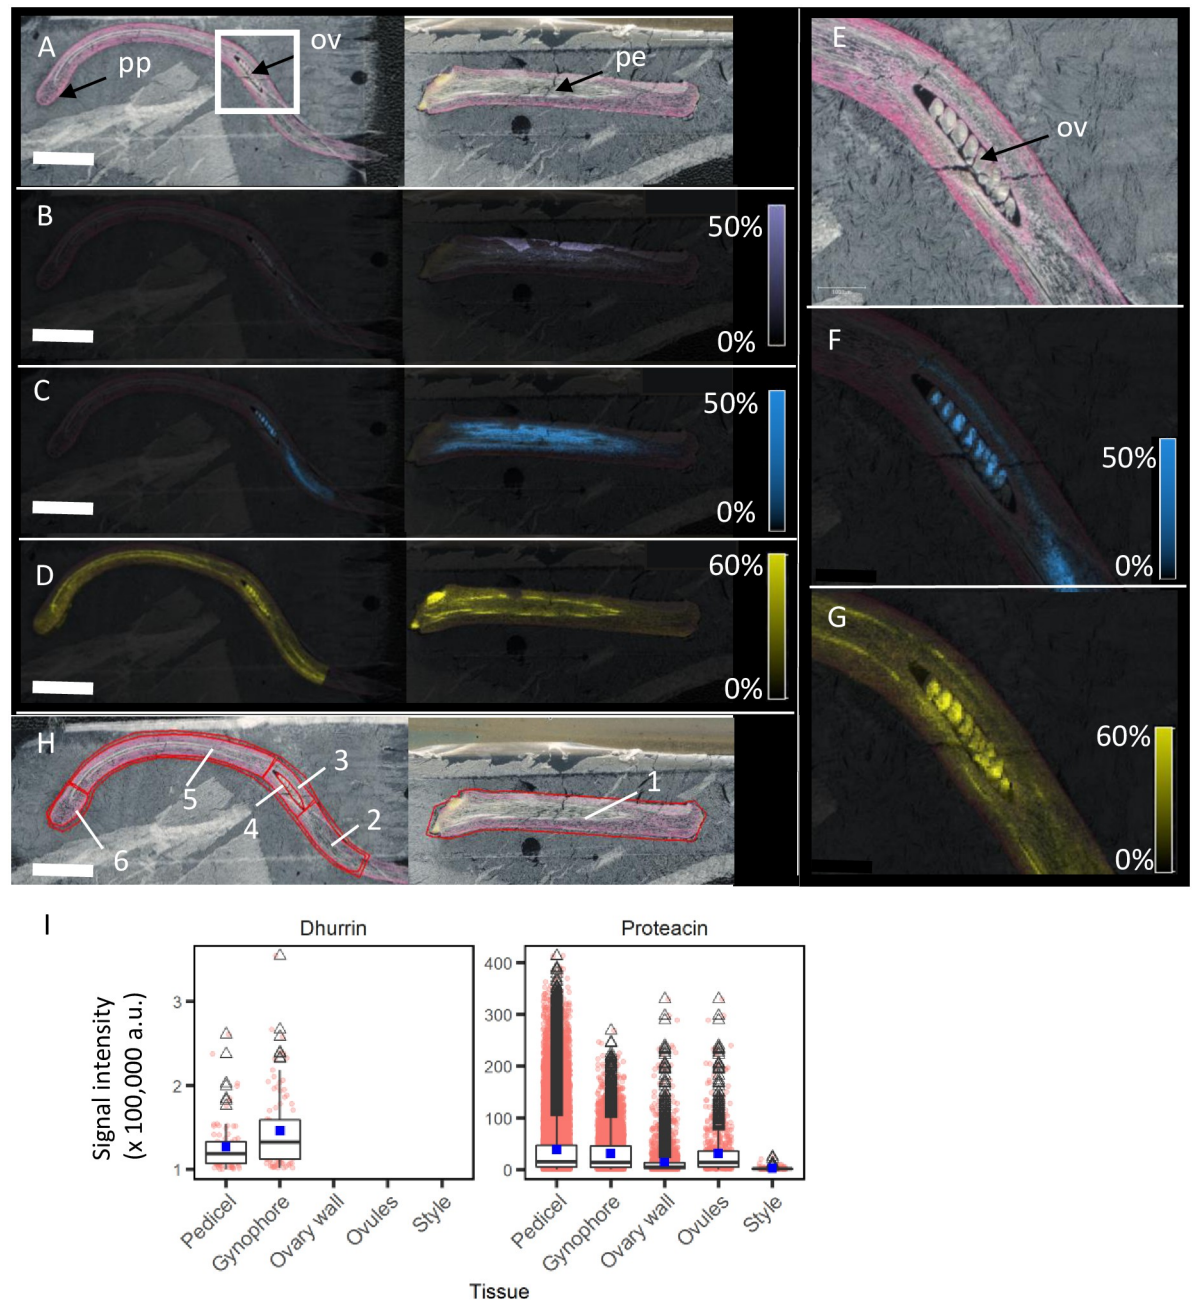 A
pp
ov
pe
B
50%
0%
C
50%
0%
D
60%
0%
E
ov
F
50%
0%
G
60%
0%
H
1
2
3
4
5
6
I
Dhurrin
Proteacin
Signal intensity
(x 100,000 a.u.)
3
2
1
400
300
200
100
0
Pedicel
Gynophore
Ovary wall
Ovules
Style
Pedicel
Gynophore
Ovary wall
Ovules
Style
Tissue